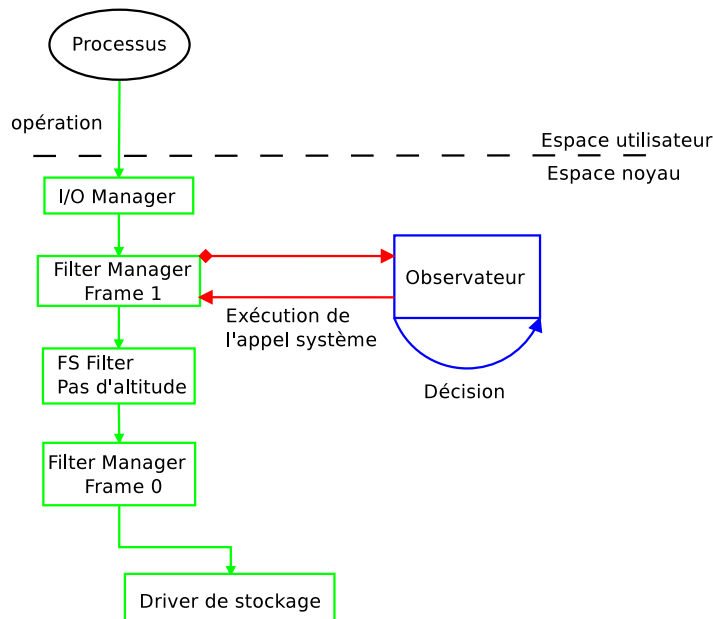 Processus
opération
Espace utilisateur
Espace noyau
I/O Manager
Filter Manager
Frame 1
Observateur
Exécution de
l'appel système
FS Filter
Pas d'altitude
Décision
Filter Manager
Frame 0
Driver de stockage